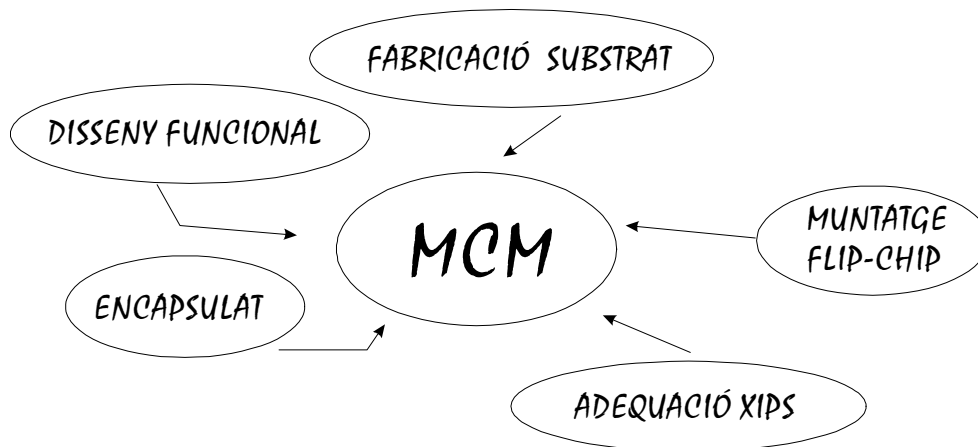 FABRICACIÓ SUBSTRAT
DISSENY FUNCIONAL
MCM
MUNTATGE
FLIP-CHIP
ENCAPSULAT
ADEQUACIÓ XIPS